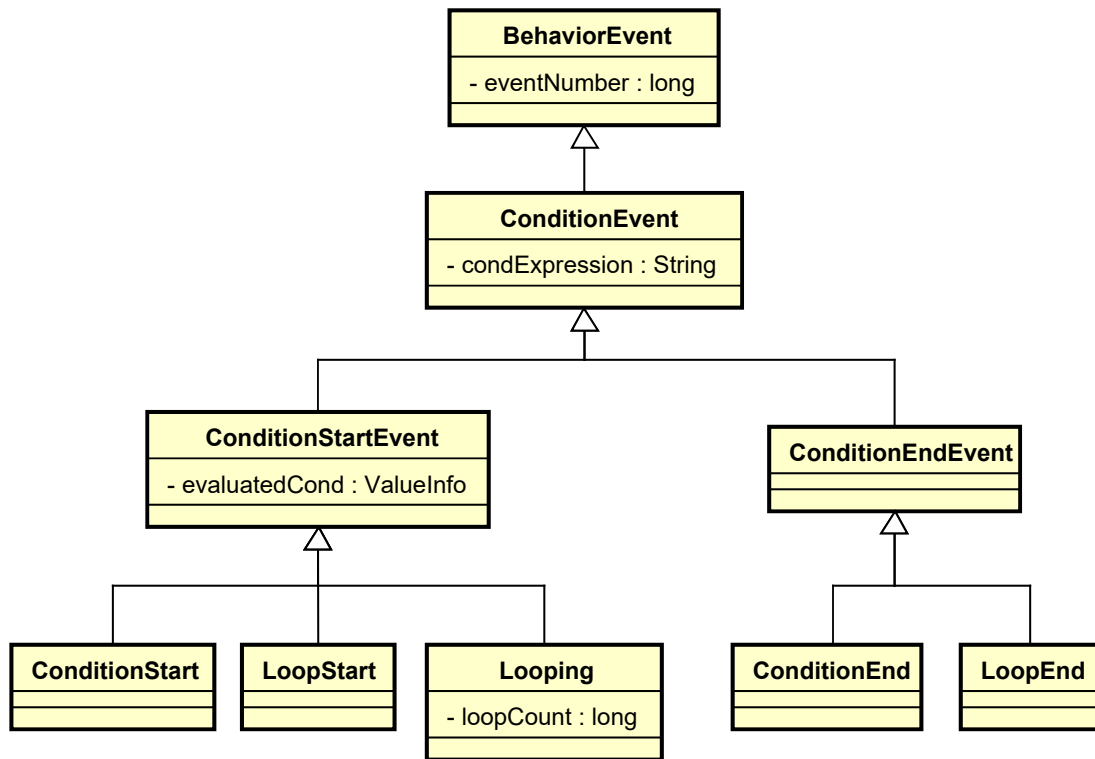 BehaviorEvent
- eventNumber : long
ConditionEvent
- condExpression : String
ConditionStartEvent
- evaluatedCond : ValueInfo
ConditionEndEvent
ConditionStart
LoopStart
Looping
- loopCount : long
ConditionEnd
LoopEnd